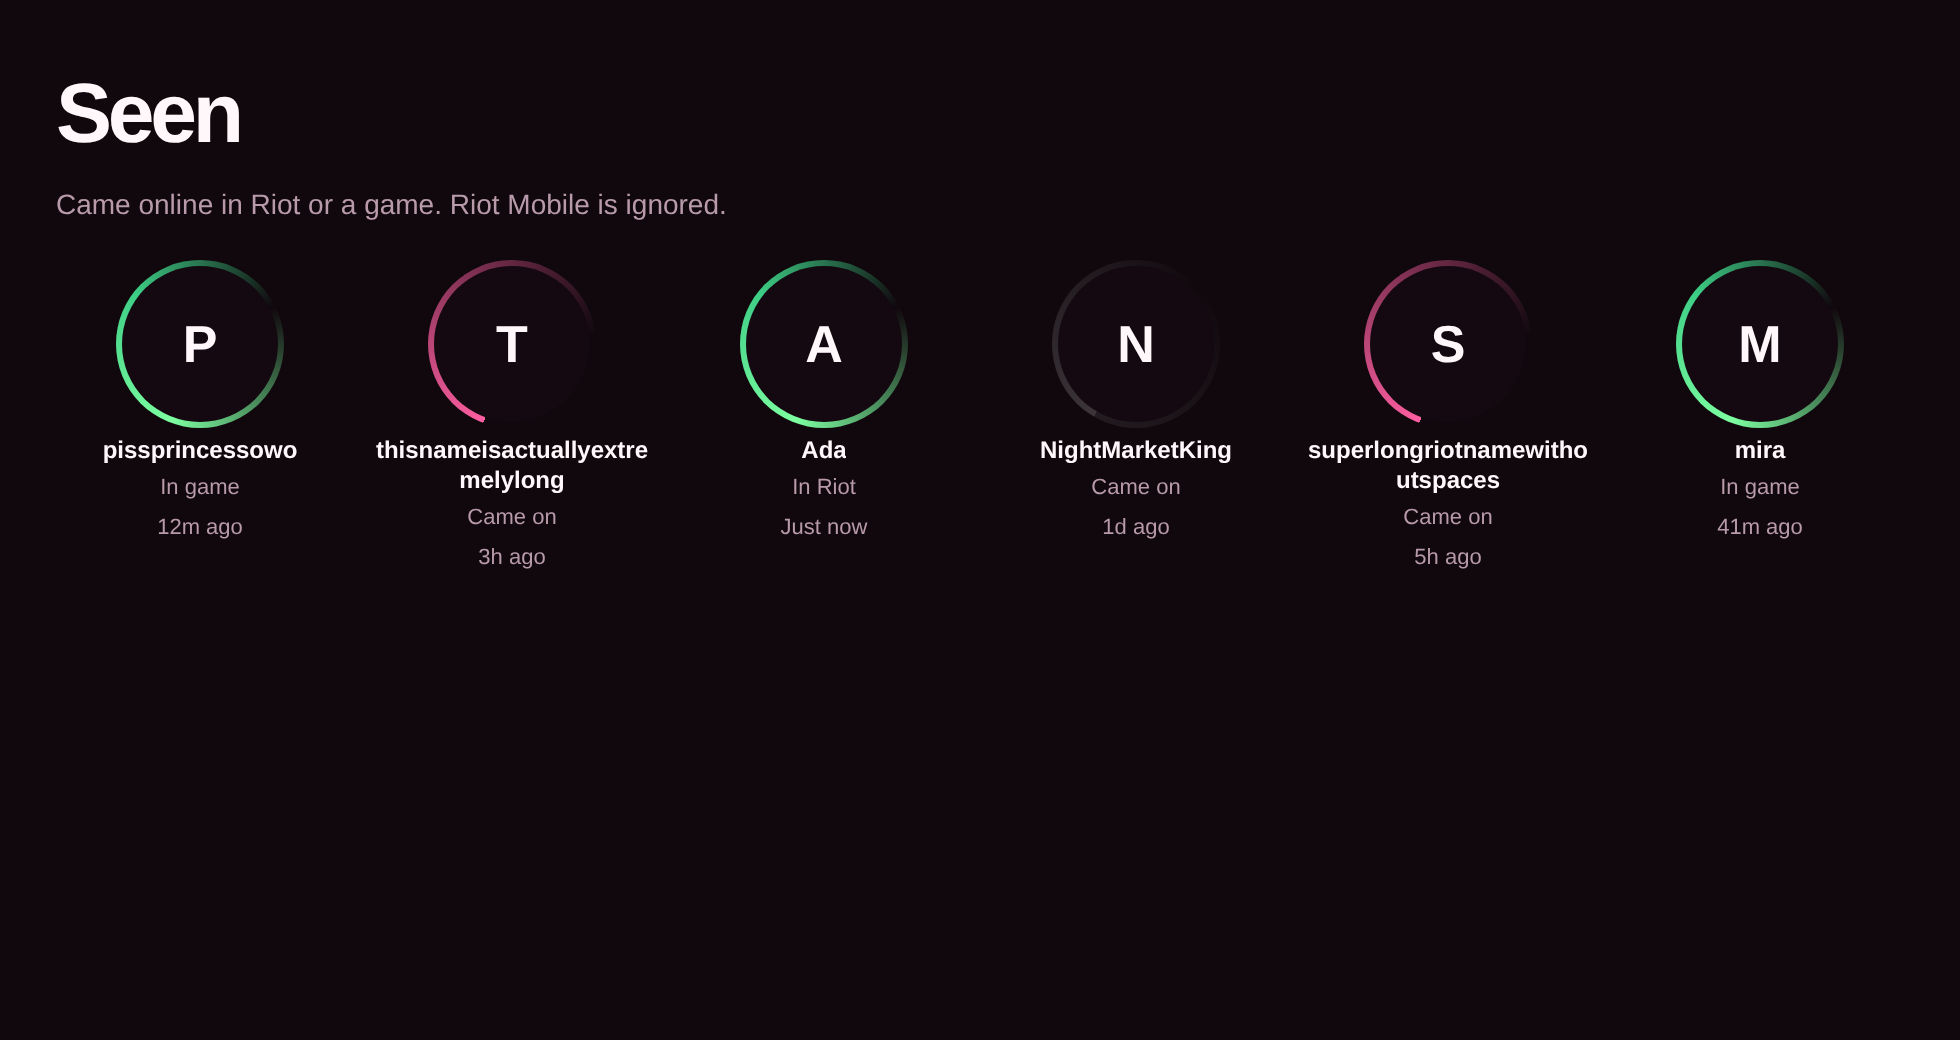 Seen
Came online in Riot or a game. Riot Mobile is ignored.
P
pissprincessowo
In game
12m ago
T
thisnameisactuallyextre
melylong
Came on
3h ago
A
Ada
In Riot
Just now
N
NightMarketKing
Came on
1d ago
S
superlongriotnamewitho
utspaces
Came on
5h ago
M
mira
In game
41m ago